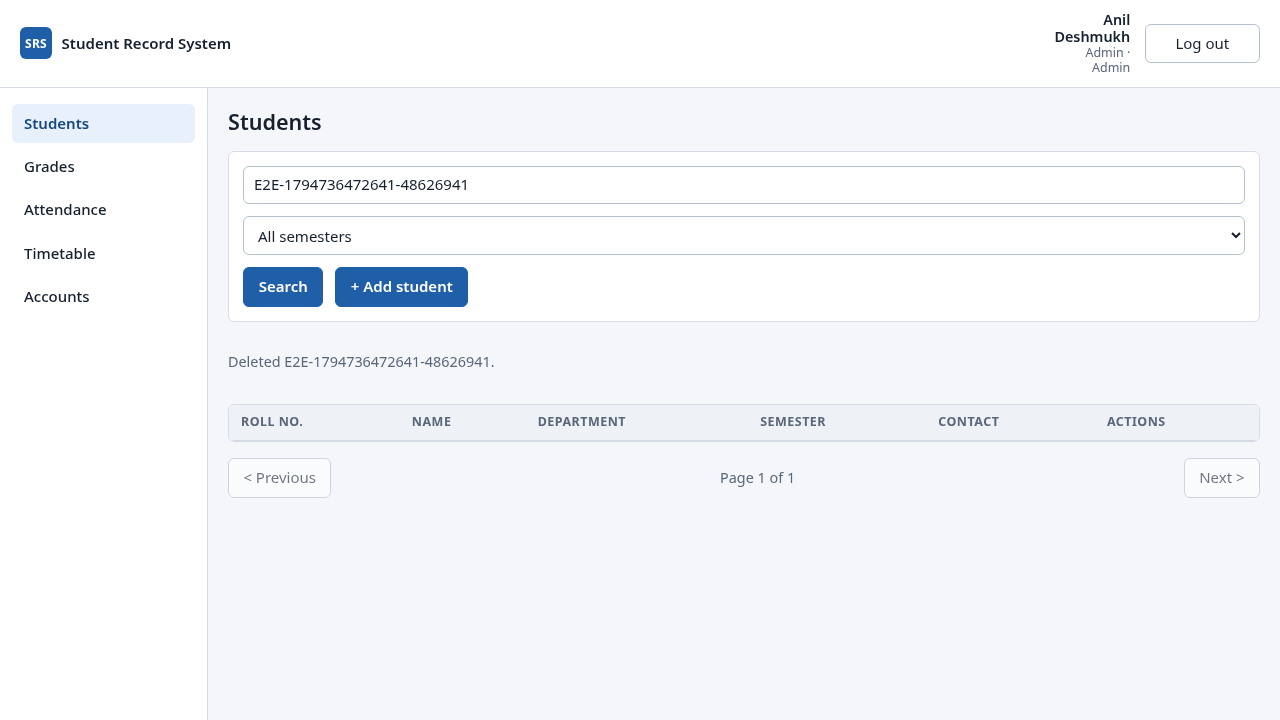 SRS
Student Record System
Anil
Deshmukh
Admin ·
Admin
Log out
Students
Grades
Attendance
Timetable
Accounts
Students
E2E-1794736472641-48626941
All semesters
Search
+ Add student
Deleted E2E-1794736472641-48626941.
ROLL NO. NAME DEPARTMENT SEMESTER CONTACT ACTIONS
< Previous
Page 1 of 1
Next >